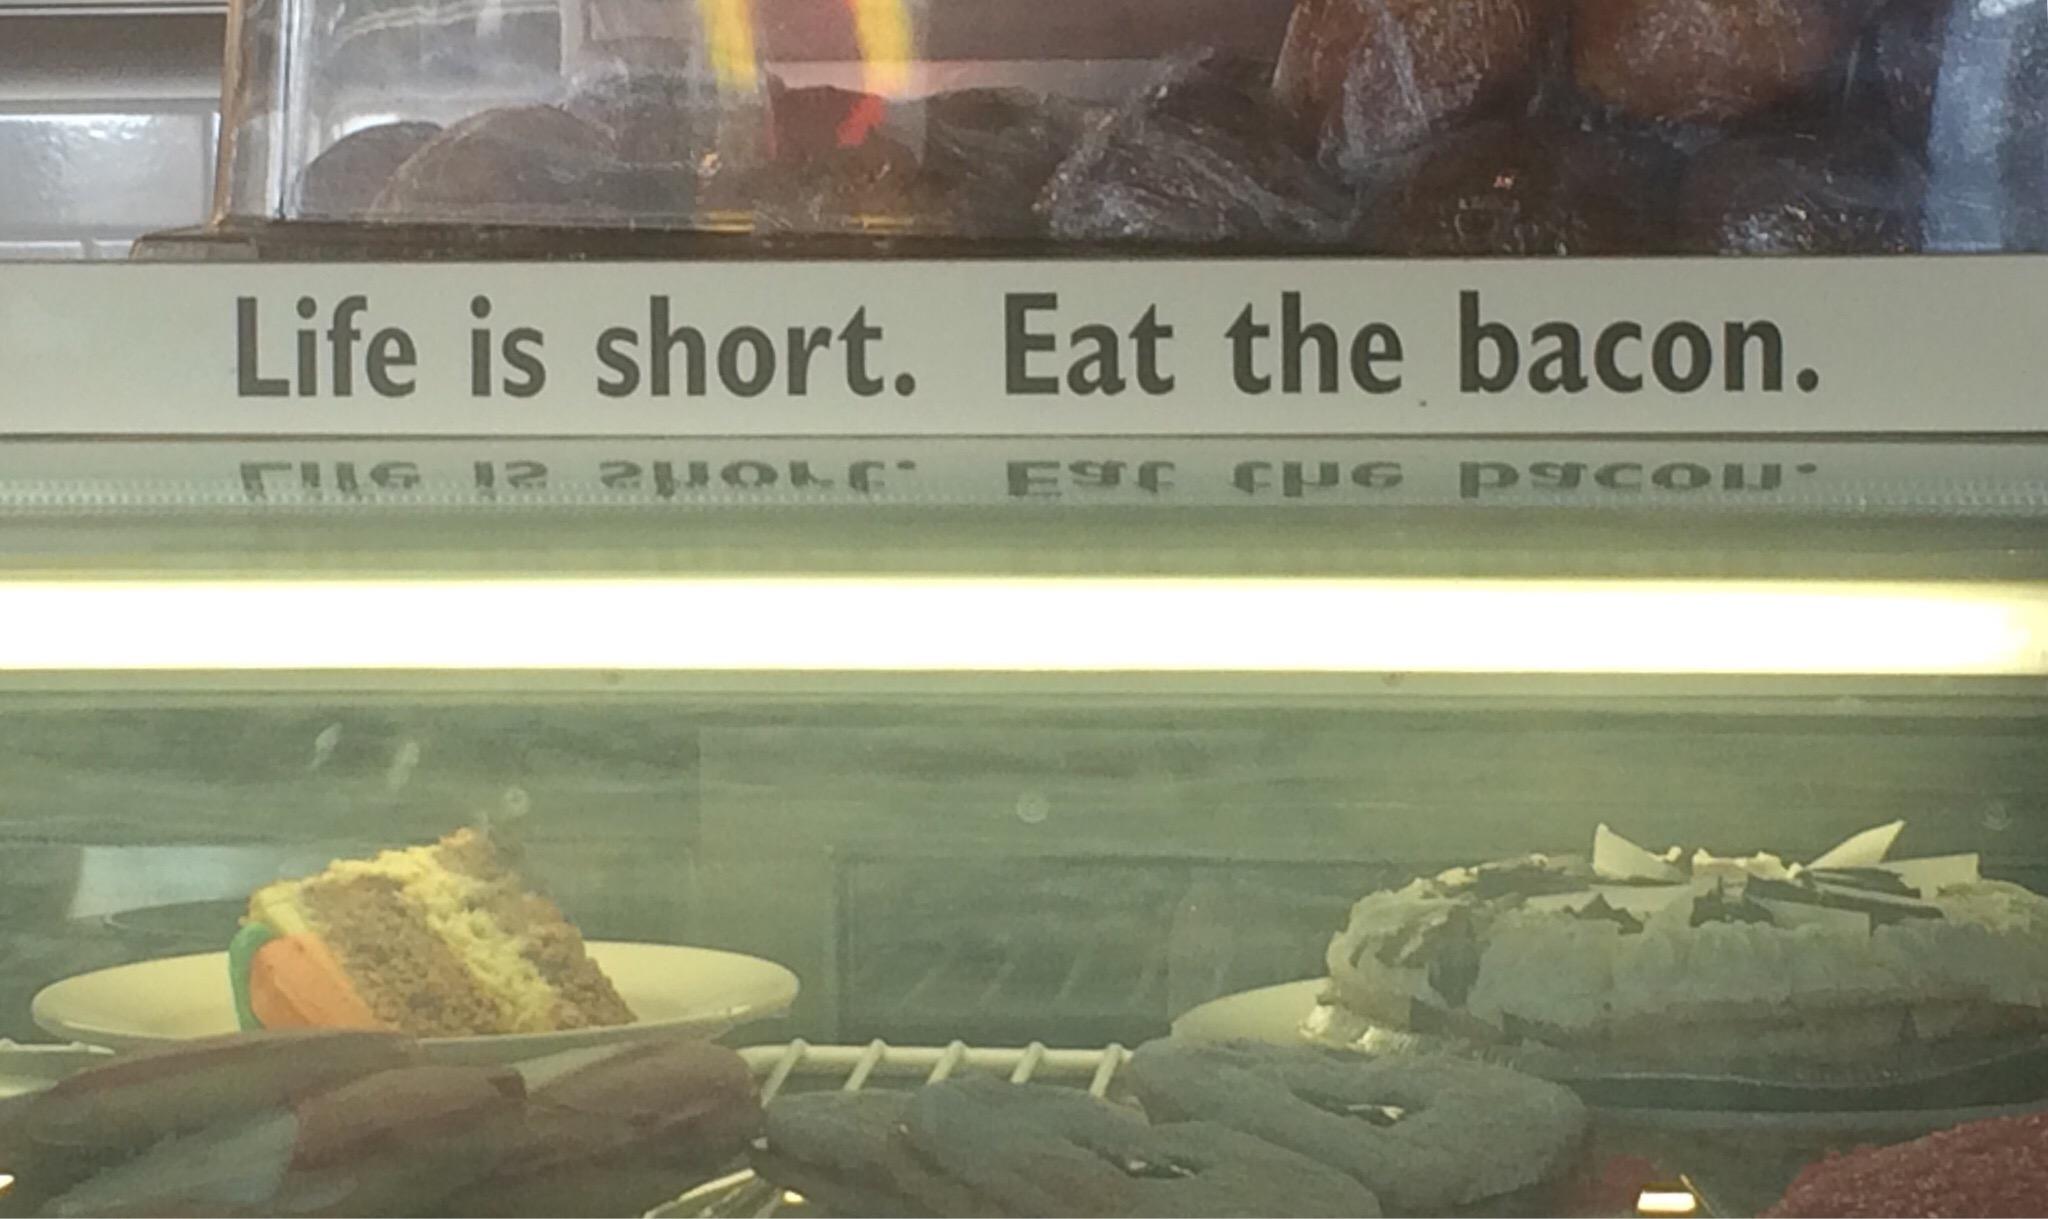 Life is short. Eat the bacon.